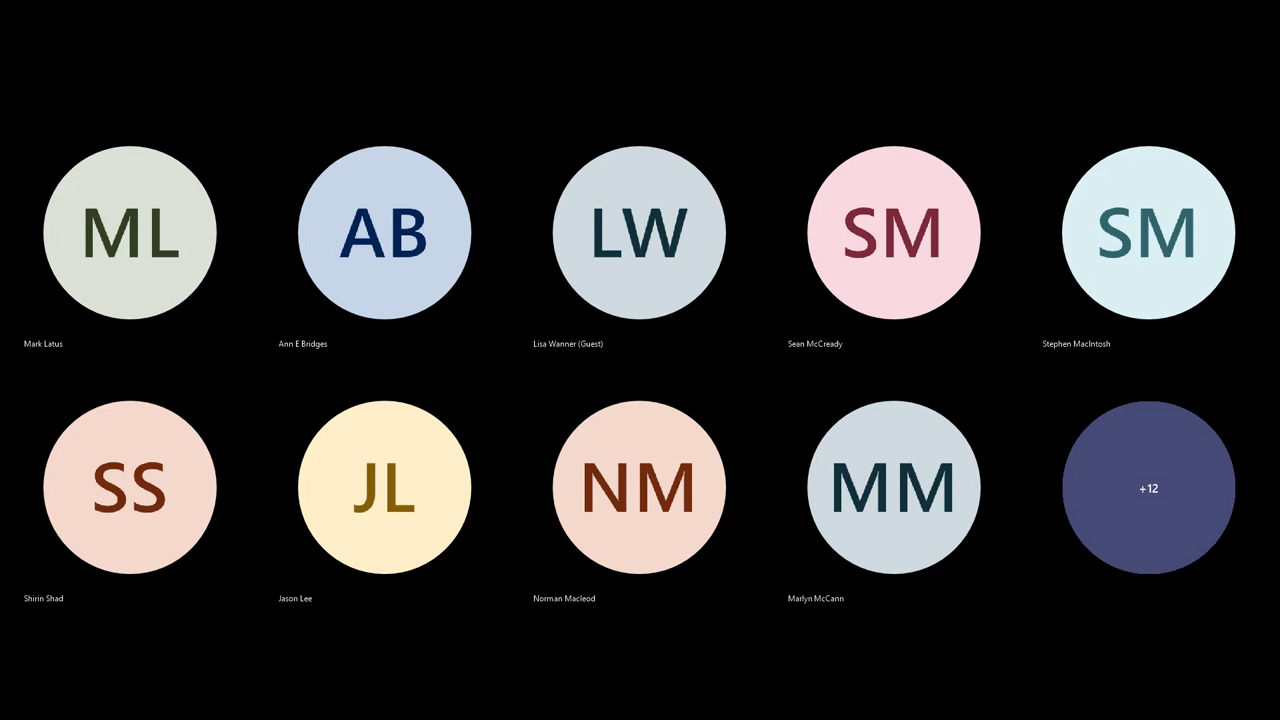 ML
AB
LW
SM
SM
Mark Latus
Ann E Bridges
Lisa Wanner (Guest)
Sean McCready
Stephen MacIntosh
SS
JL
NM
MM
+12
Shirin Shad
Jason Lee
Norman Macleod
Marlyn McCann